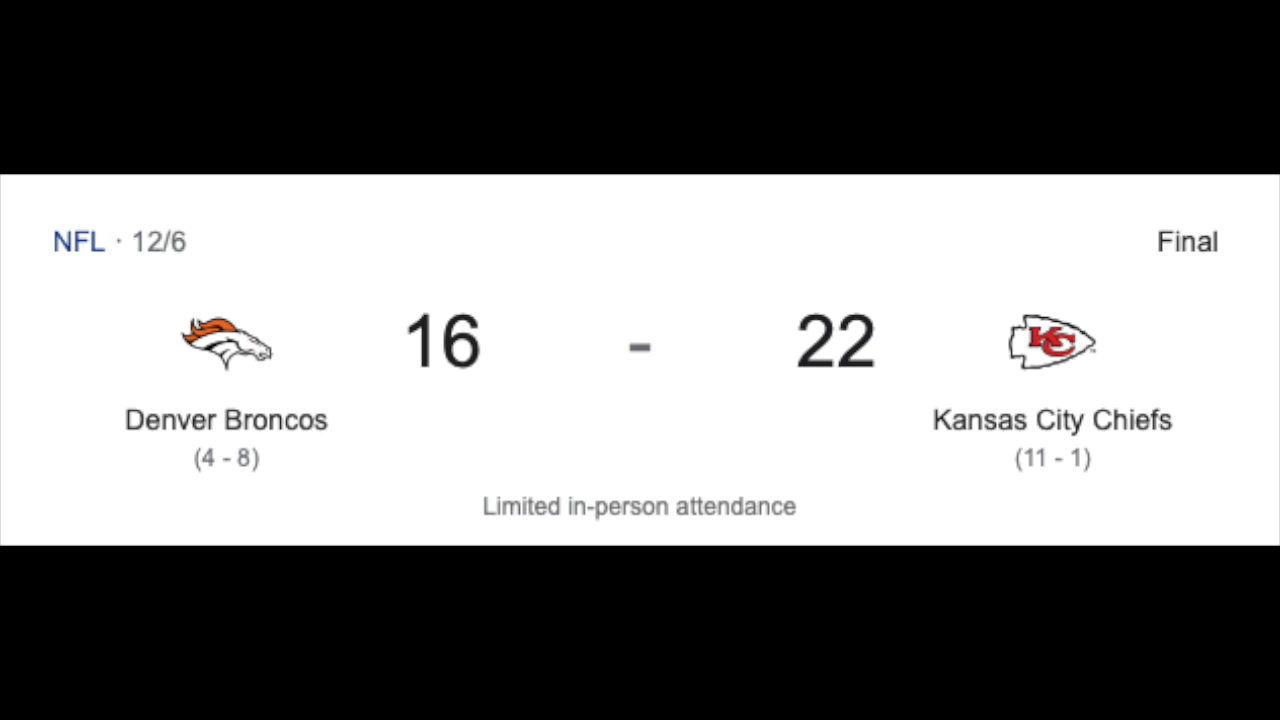 NFL · 12/6 Final
16 - 22
KC
Denver Broncos Kansas City Chiefs
(4 - 8) (11 - 1)
Limited in-person attendance